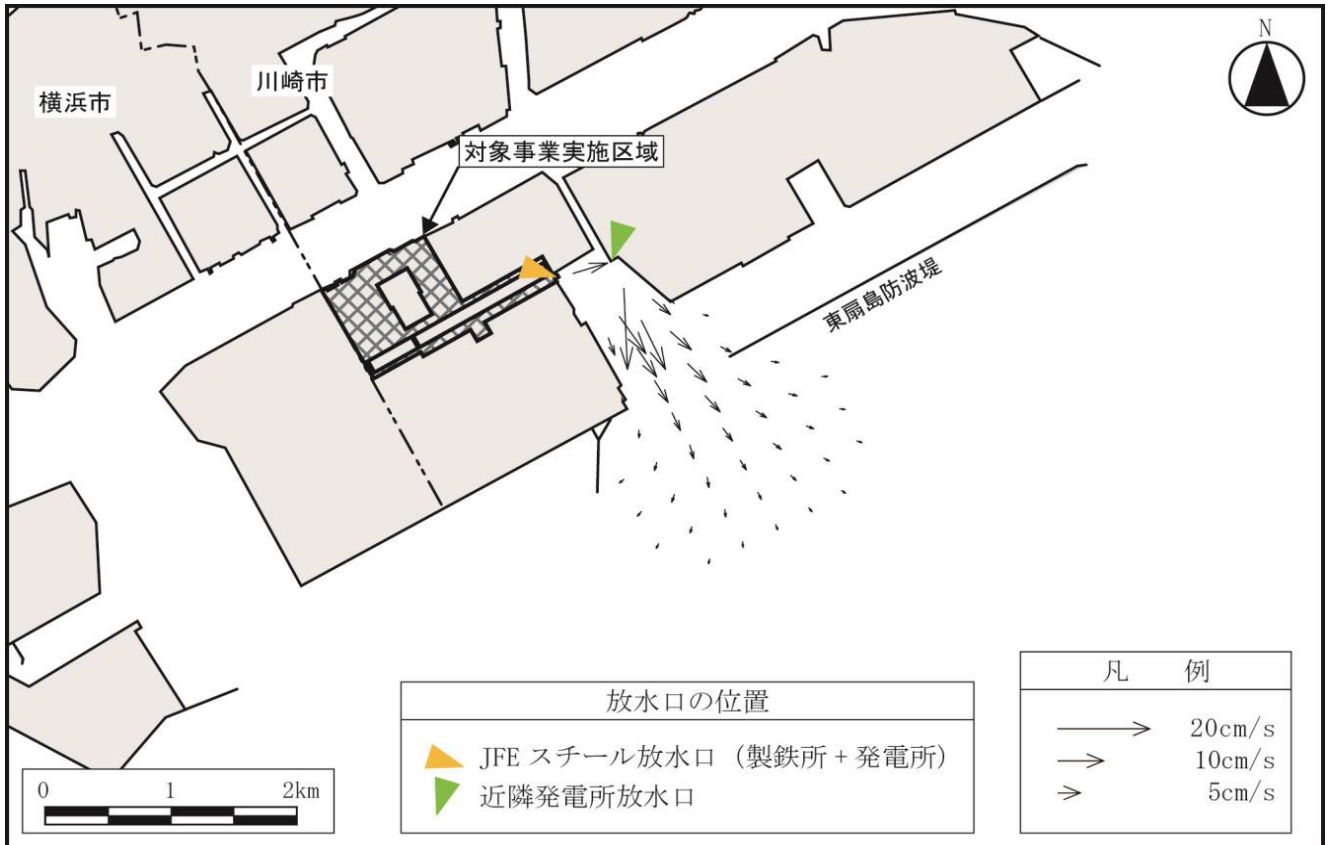 N
川崎市
横浜市
対象事業実施区域
東扇島防波堤
放水口の位置
JFE スチール放水口（製鉄所 + 発電所）
近隣発電所放水口
凡 例
20cm/s
10cm/s
5cm/s
0 1 2km